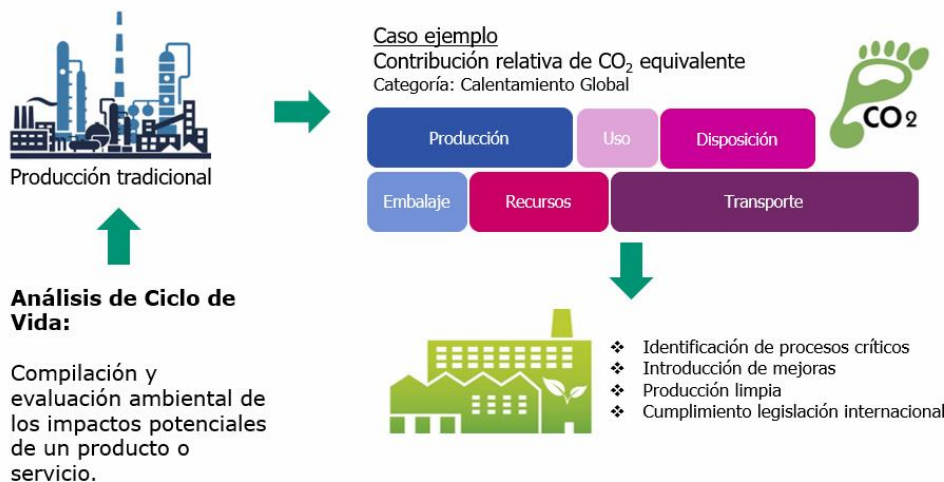 Producción tradicional
Análisis de Ciclo de
Vida:
Compilación y
evaluación ambiental de
los impactos potenciales
de un producto o
servicio.
Caso ejemplo
Contribución relativa de CO₂ equivalente
Categoría: Calentamiento Global
CO2
Producción
Uso
Disposición
Embalaje
Recursos
Transporte
❖ Identificación de procesos críticos
❖ Introducción de mejoras
❖ Producción limpia
❖ Cumplimiento legislación internacional